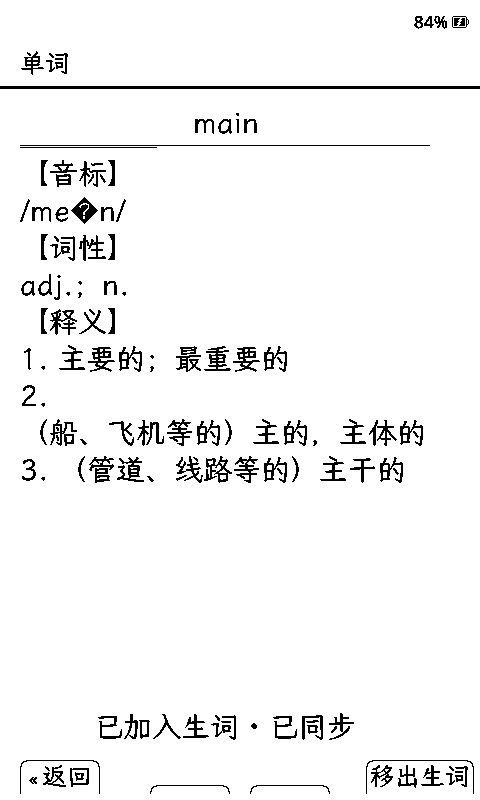 84%
单词
main
【音标】
/me�n/
【词性】
adj.; n.
【释义】
1. 主要的；最重要的
2.
（船、飞机等的）主的，主体的
3. （管道、线路等的）主干的
已加入生词·已同步
«返回
移出生词